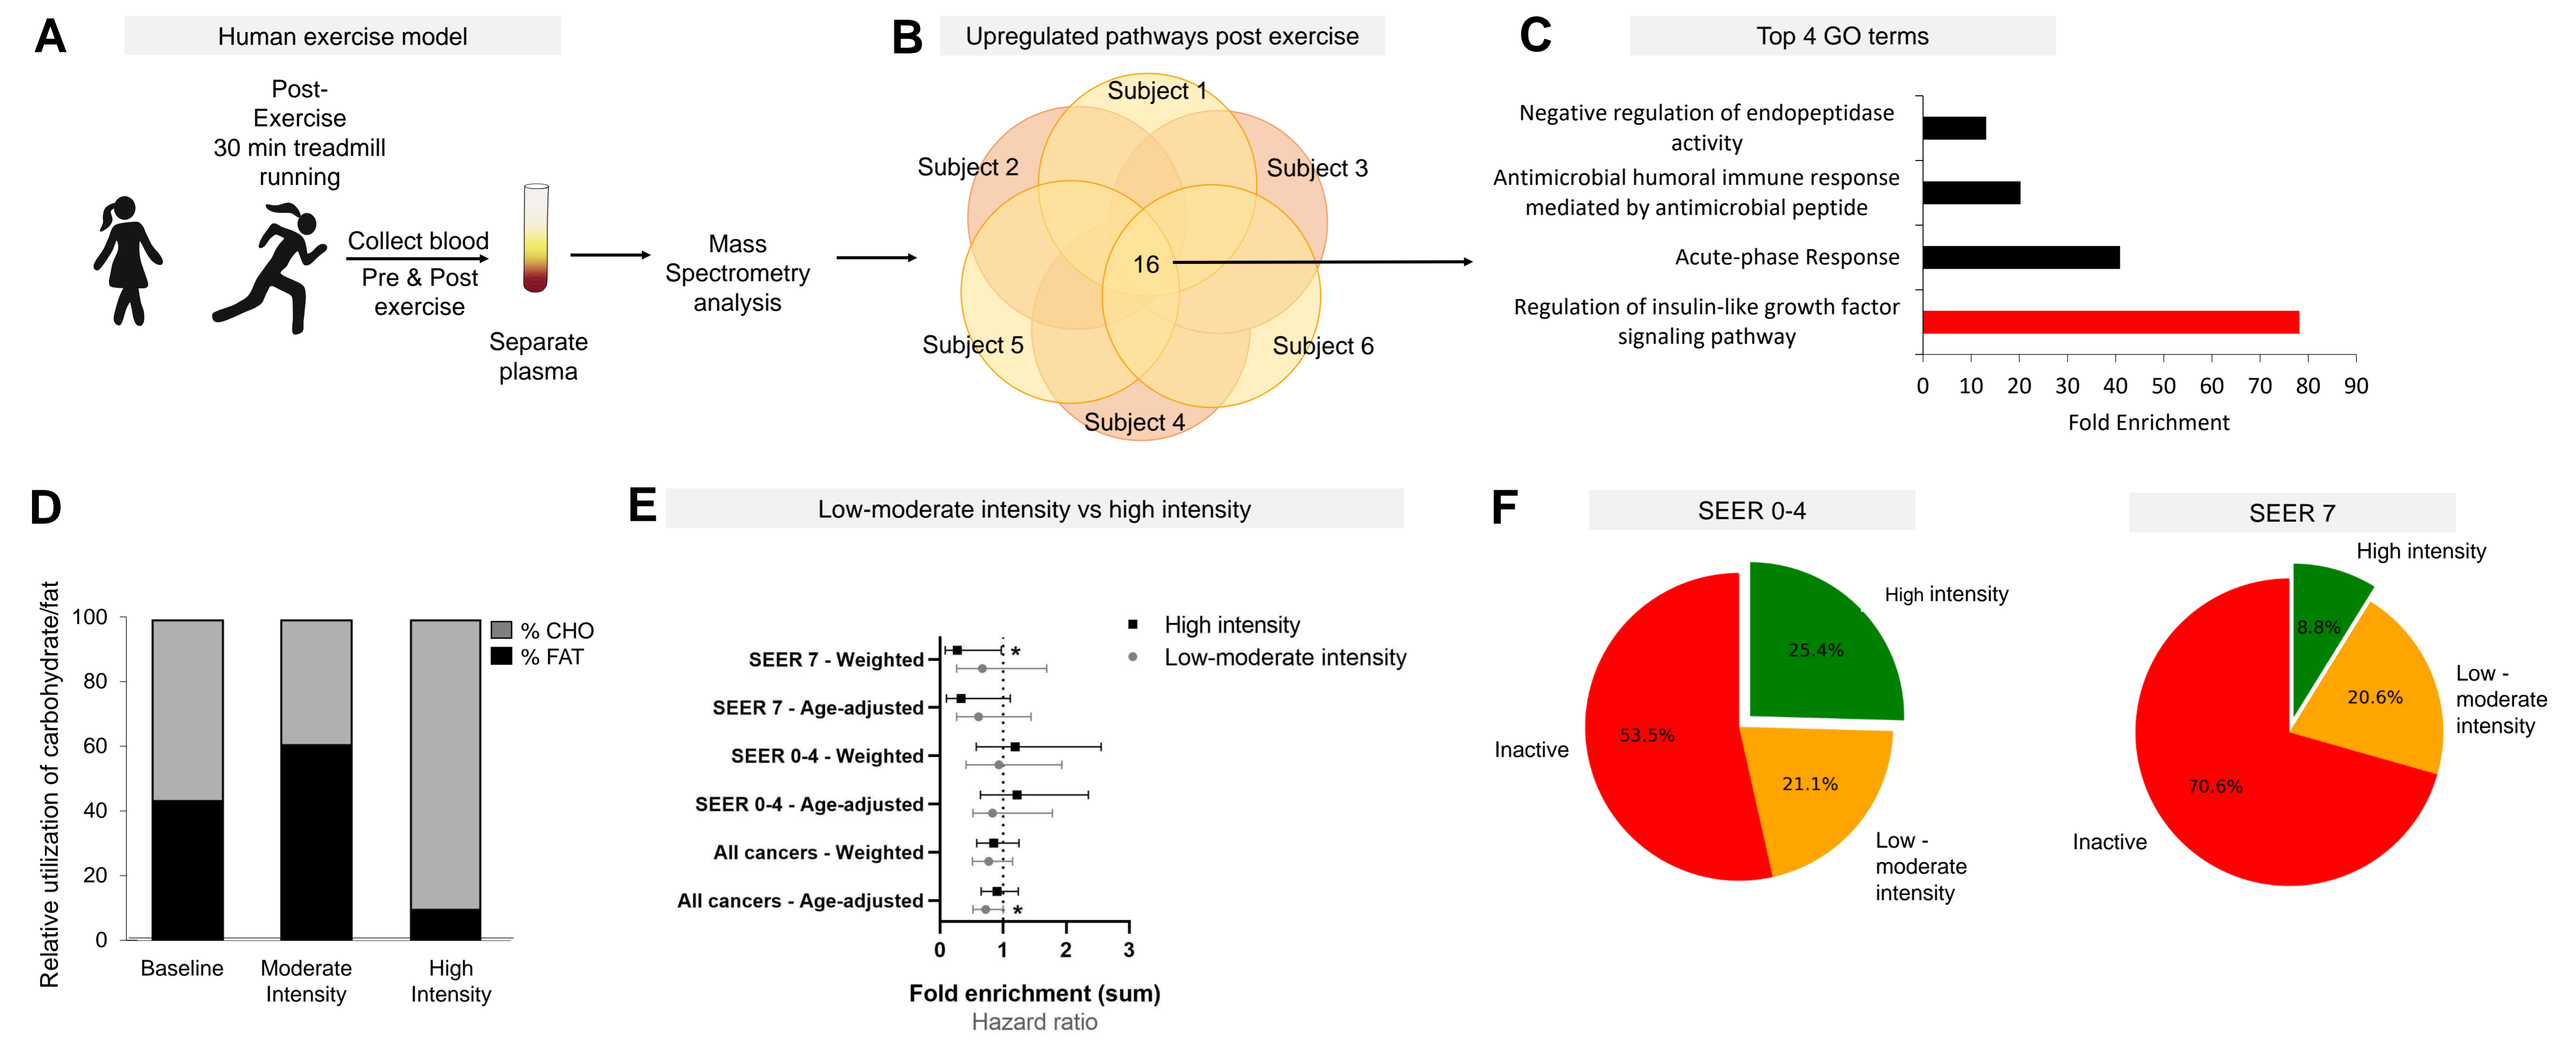 A
Human exercise model
Post-
Exercise
30 min treadmill
running
Collect blood
Pre & Post
exercise
Separate
plasma
Mass
Spectrometry
analysis
B
Upregulated pathways post exercise
Subject 1
Subject 2
Subject 3
16
Subject 5
Subject 6
Subject 4
C
Top 4 GO terms
Negative regulation of endopeptidase
activity
Antimicrobial humoral immune response
mediated by antimicrobial peptide
Acute-phase Response
Regulation of insulin-like growth factor
signaling pathway
0 10 20 30 40 50 60 70 80 90
Fold Enrichment
D
Relative utilization of carbohydrate/fat
100
80
60
40
20
0
% CHO
% FAT
Baseline
Moderate
Intensity
High
Intensity
E
Low-moderate intensity vs high intensity
High intensity
Low-moderate intensity
SEER 7 - Weighted
*
SEER 7 - Age-adjusted
SEER 0-4 - Weighted
SEER 0-4 - Age-adjusted
All cancers - Weighted
All cancers - Age-adjusted
*
0 1 2 3
Fold enrichment (sum)
Hazard ratio
F
SEER 0-4
High intensity
25.4%
Inactive
53.5%
21.1%
Low -
moderate
intensity
SEER 7
High intensity
8.8%
Low -
moderate
intensity
20.6%
70.6%
Inactive